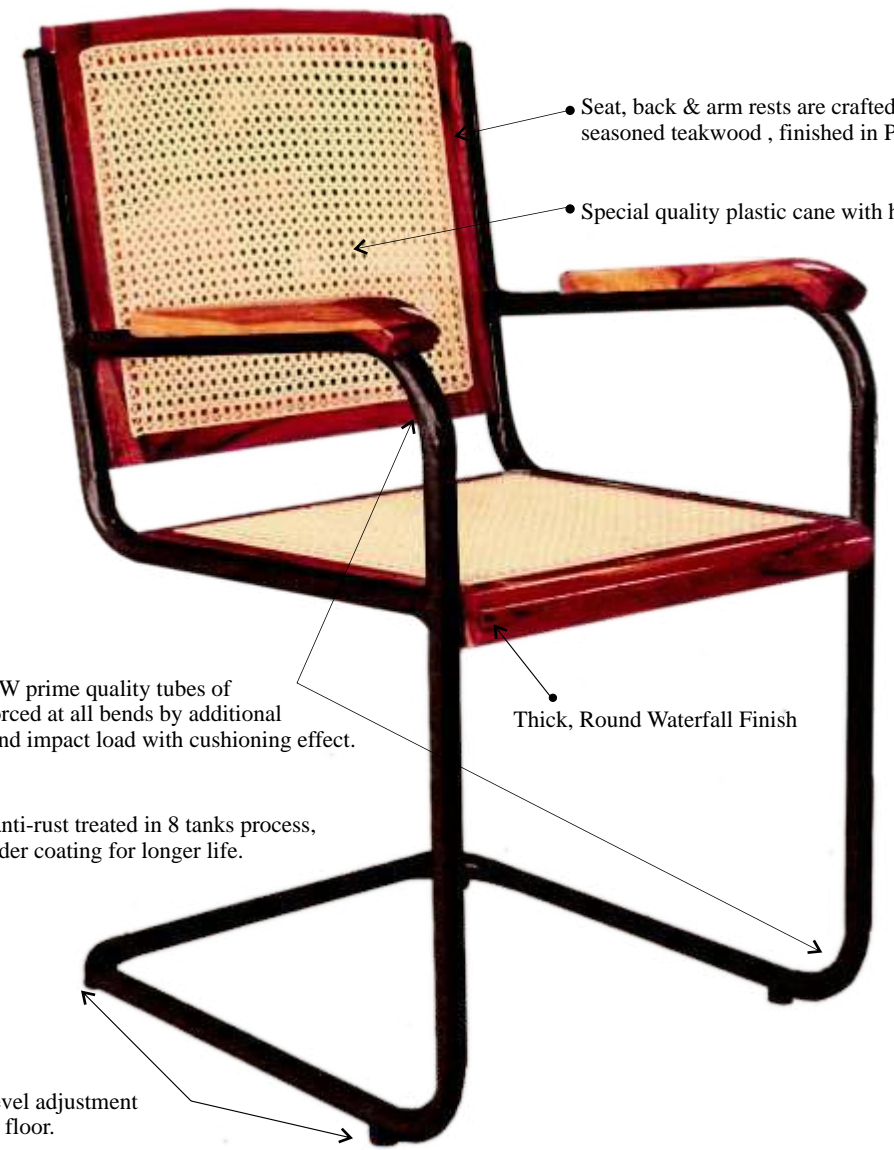 Seat, back & arm rests are crafted
seasoned teakwood , finished in P
Special quality plastic cane with h
W prime quality tubes of
orced at all bends by additional
nd impact load with cushioning effect.
Thick, Round Waterfall Finish
nti-rust treated in 8 tanks process,
der coating for longer life.
vel adjustment
floor.